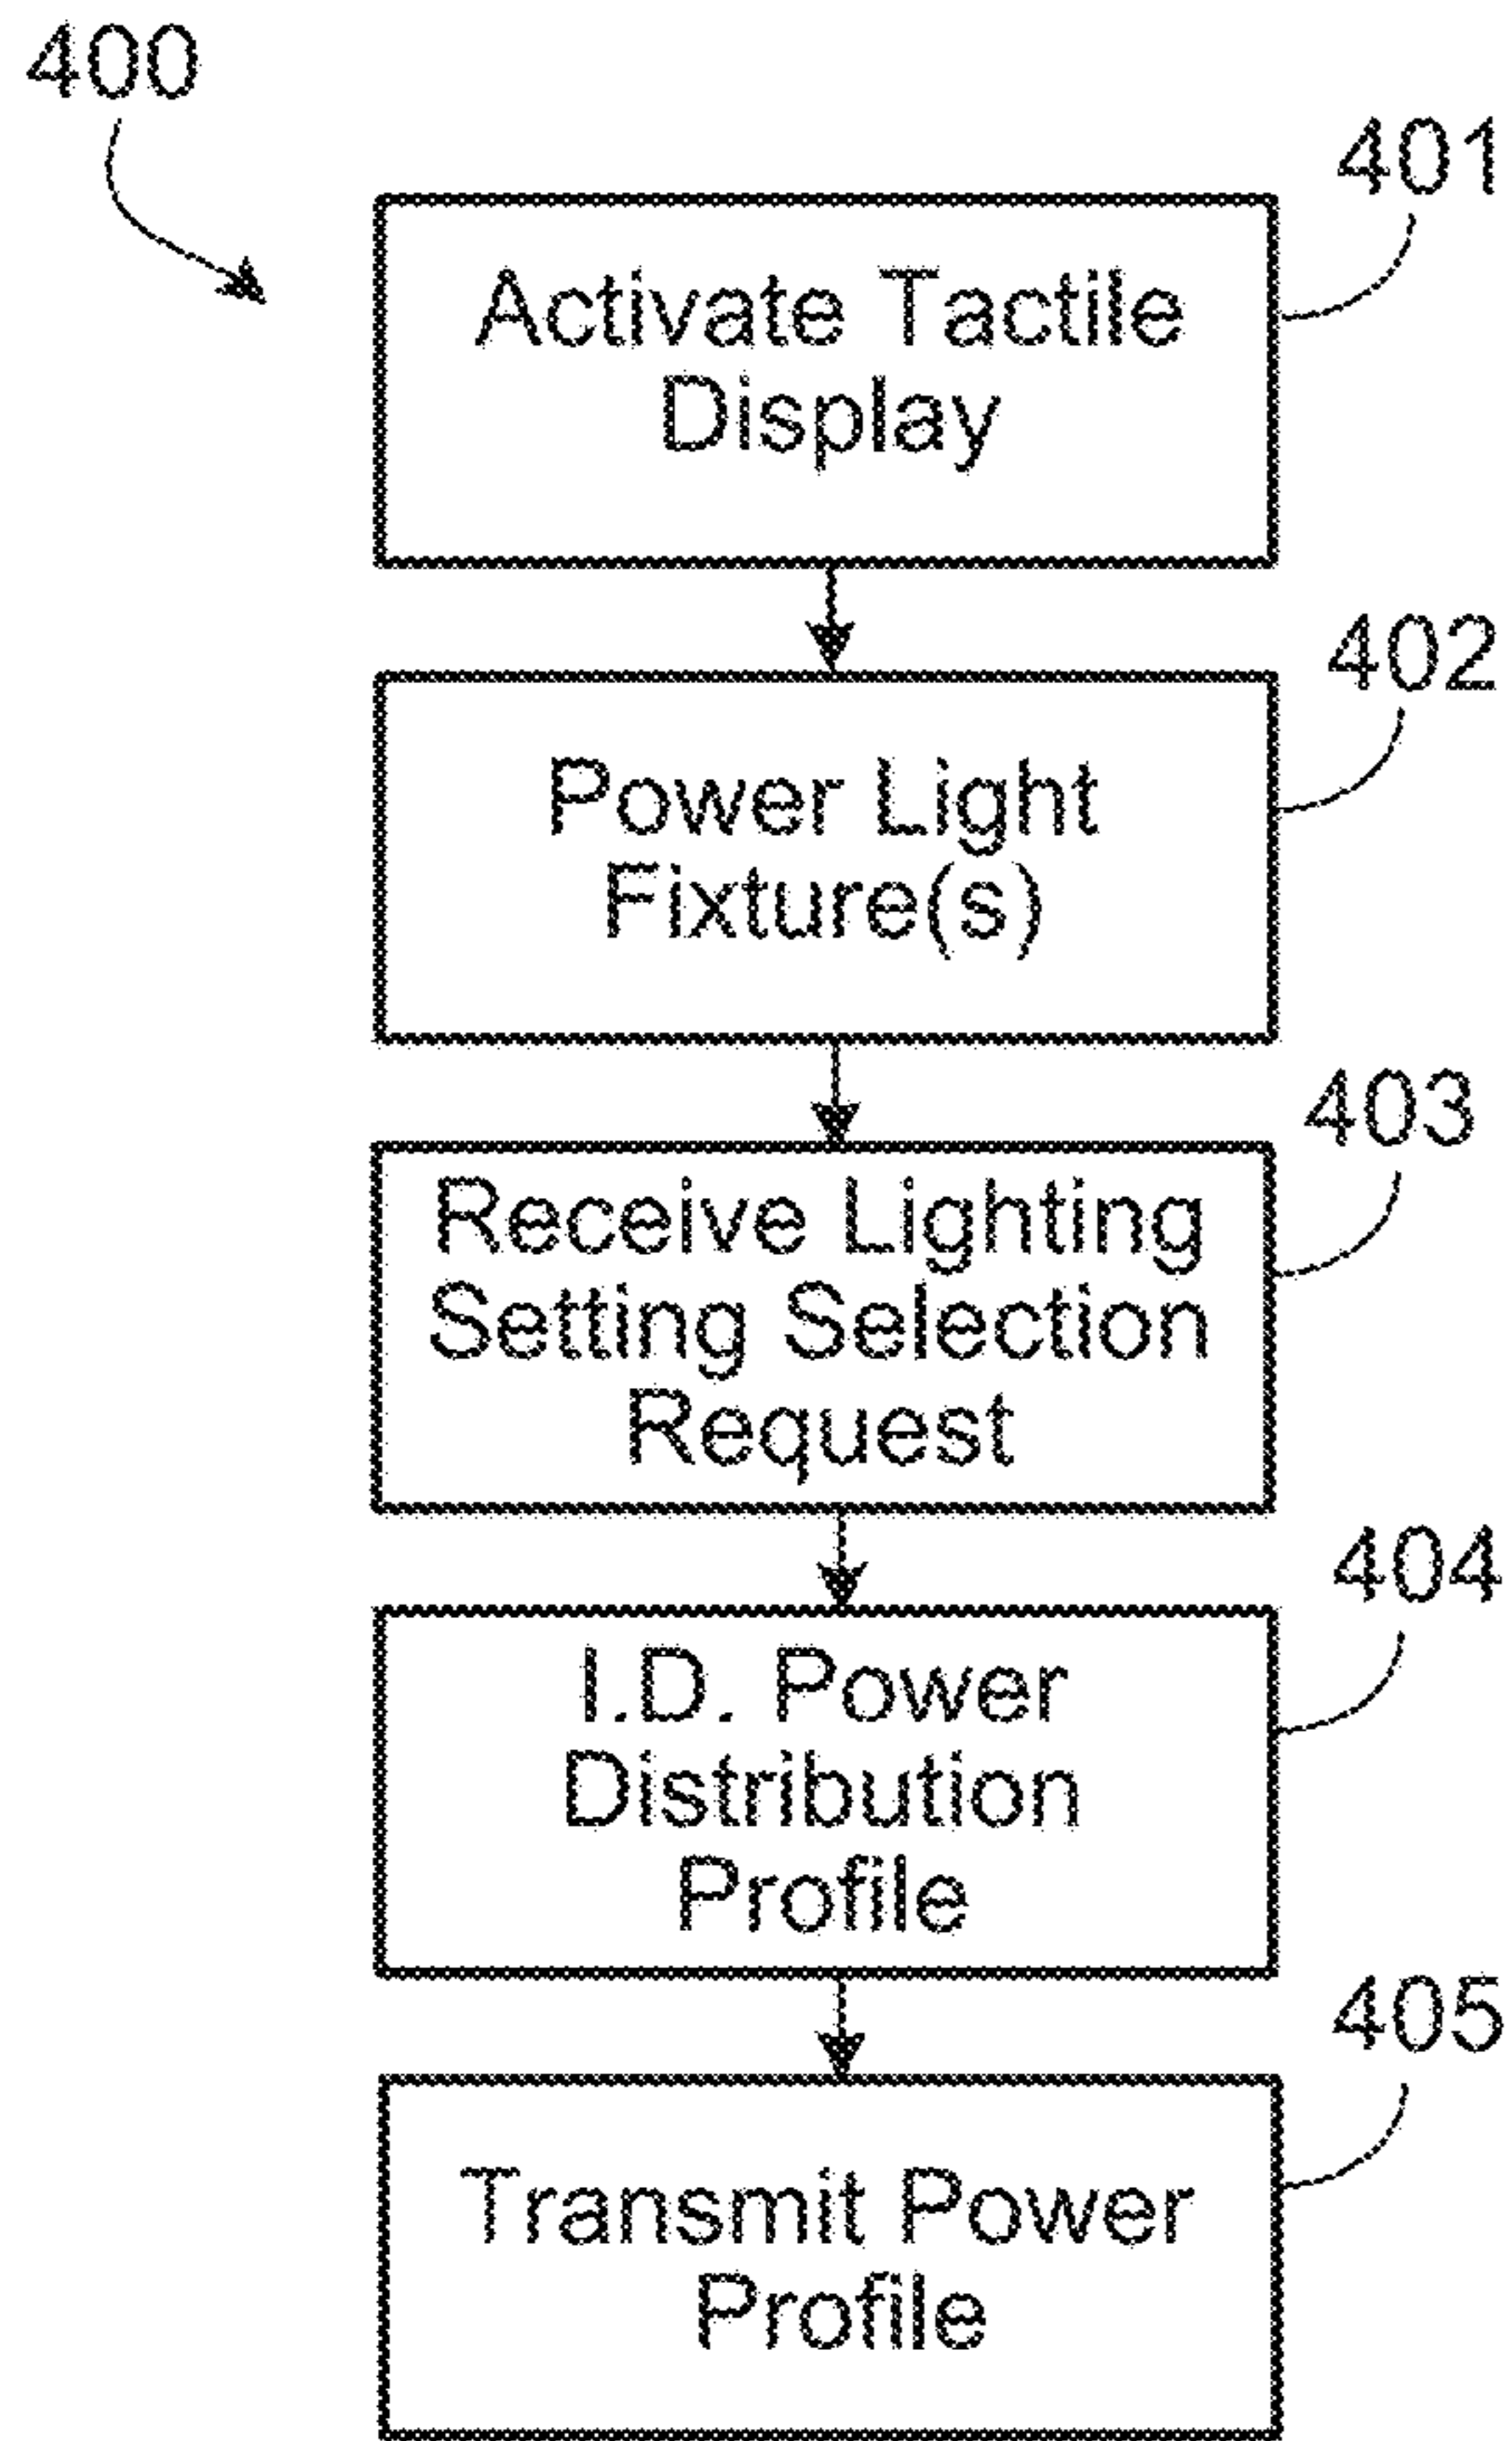 400
401
Activate Tactile
Display
402
Power Light
Fixture(s)
403
Receive Lighting
Setting Selection
Request
404
I.D. Power
Distribution
Profile
405
Transmit Power
Profile